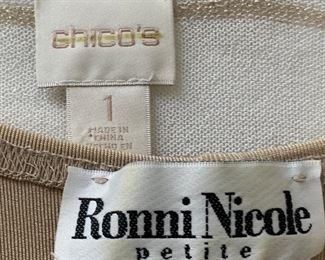 chico's
1
MADE IN
CHINA
Ronni Nicole
petite